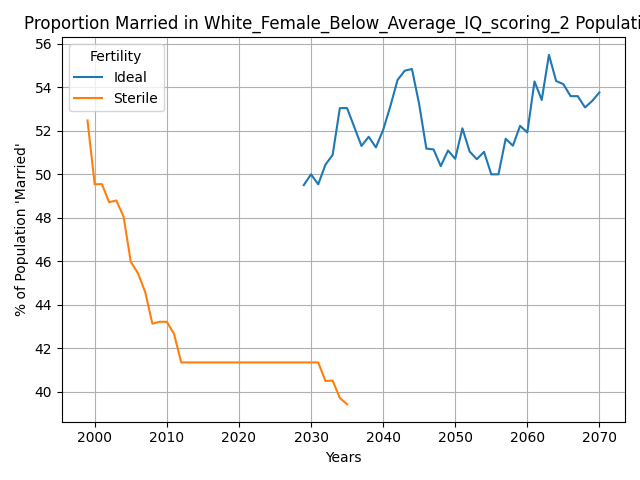 Proportion Married in White_Female_Below_Average_IQ_scoring_2 Populati
Fertility
Ideal
Sterile
% of Population 'Married'
56
54
52
50
48
46
44
42
40
2000 2010 2020 2030 2040 2050 2060 2070
Years